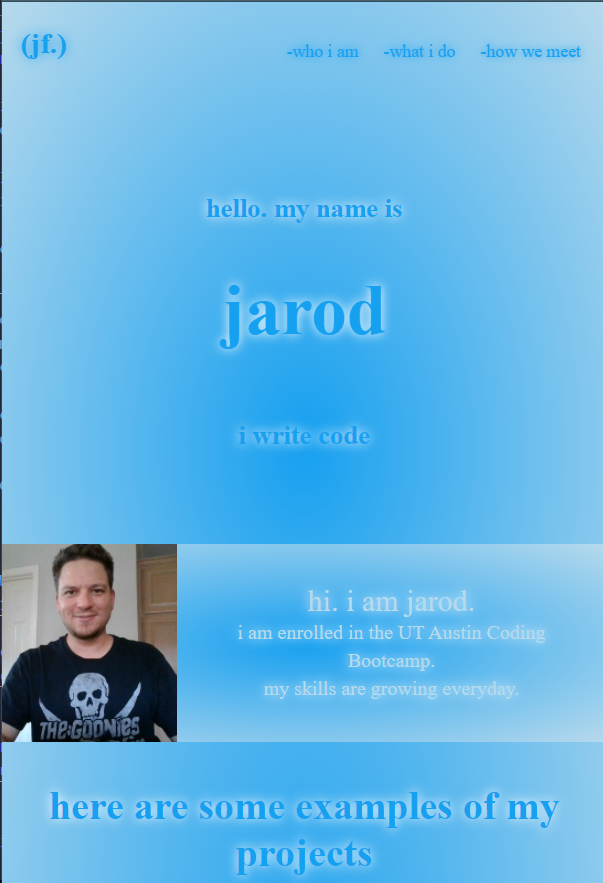 (jf.)
-who i am -what i do -how we meet
hello. my name is
jarod
i write code
hi. i am jarod.
i am enrolled in the UT Austin Coding
Bootcamp.
my skills are growing everyday.
THE GOONIES
here are some examples of my
projects